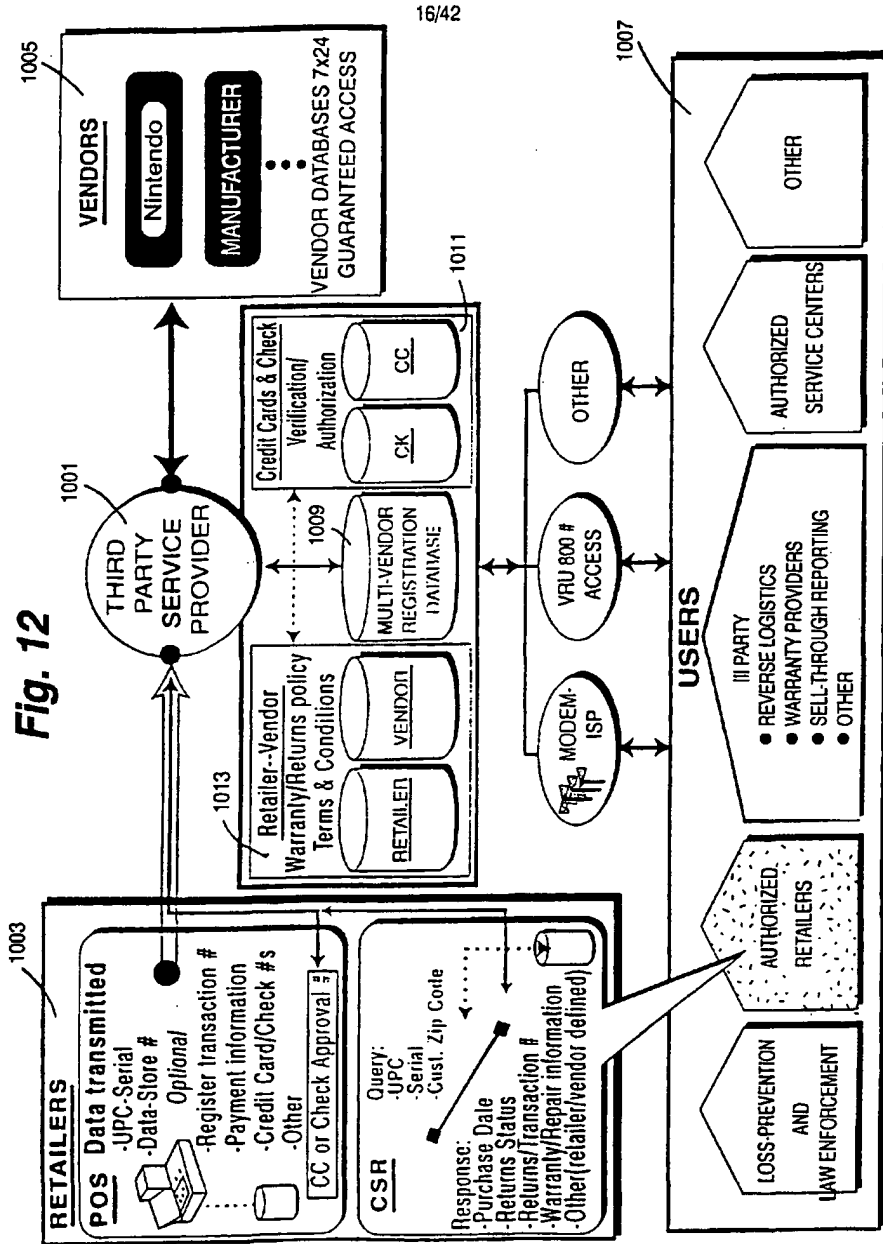 16/42
Fig. 12
1003
RETAILERS
POS Data transmitted
-UPC-Serial
-Data-Store #
Optional
-Register transaction #
-Payment information
-Credit Card/Check #s
-Other
CC or Check Approval #
CSR
Query:
-UPC
Serial
-Cust. Zip Code
Response:
-Purchase Date
-Returns Status
-Returns/Transaction #
-Warranty/Repair information
-Other(retailer/vendor defined)
1001
THIRD
PARTY
SERVICE
PROVIDER
1005
VENDORS
Nintendo
MANUFACTURER
VENDOR DATABASES 7x24
GUARANTEED ACCESS
1013
Retailer--Vendor
Warranty/Returns policy
Terms & Conditions
RETAILER
VENDOR
1009
MULTI-VENDOR
REGISTRATION
DATABASE
Credit Cards & Check
Verification/
Authorization
CK
CC
1011
MODEM-
ISP
VRU 800 #
ACCESS
OTHER
1007
USERS
LOSS-PREVENTION
AND
LAW ENFORCEMENT
AUTHORIZED
RETAILERS
III PARTY
● REVERSE LOGISTICS
● WARRANTY PROVIDERS
● SELL-THROUGH REPORTING
● OTHER
AUTHORIZED
SERVICE CENTERS
OTHER